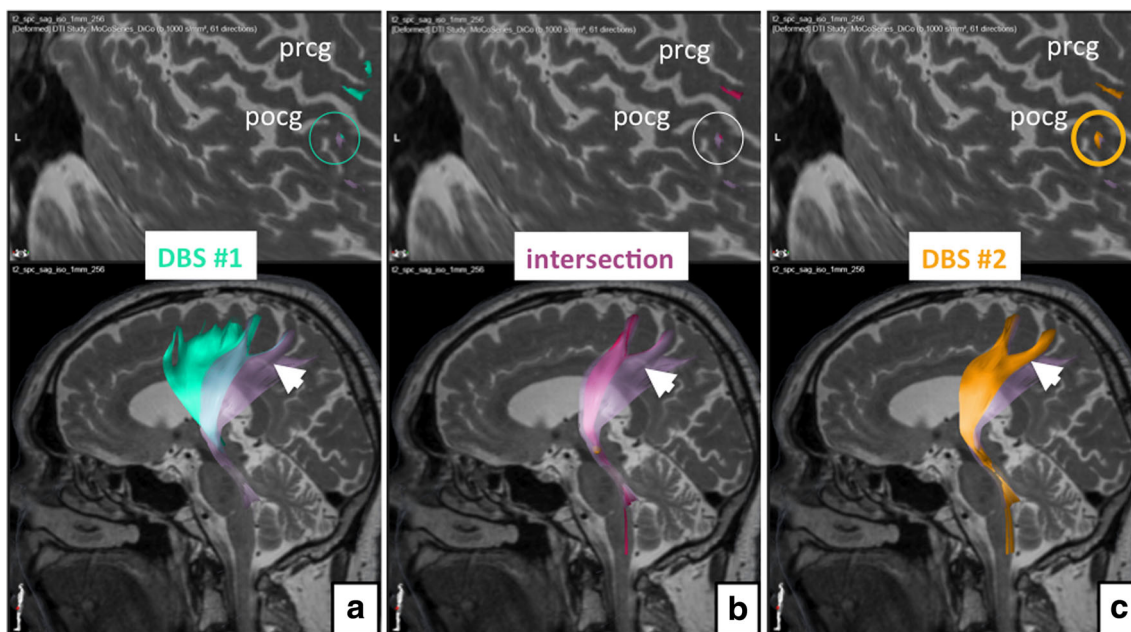 t2_spc_sag_iso_1mm_256
[Deformed] DTI Study: MoCoSeries_DiCo (b 1000 s/mm², 61 directions)
prcg
pocg
L
DBS #1
t2_spc_sag_iso_1mm_256
a
t2_spc_sag_iso_1mm_256
[Deformed] DTI Study: MoCoSeries_DiCo (b 1000 s/mm², 61 directions)
prcg
pocg
L
intersection
t2_spc_sag_iso_1mm_256
b
t2_spc_sag_iso_1mm_256
[Deformed] DTI Study: MoCoSeries_DiCo (b 1000 s/mm², 61 directions)
prcg
pocg
L
DBS #2
t2_spc_sag_iso_1mm_256
c